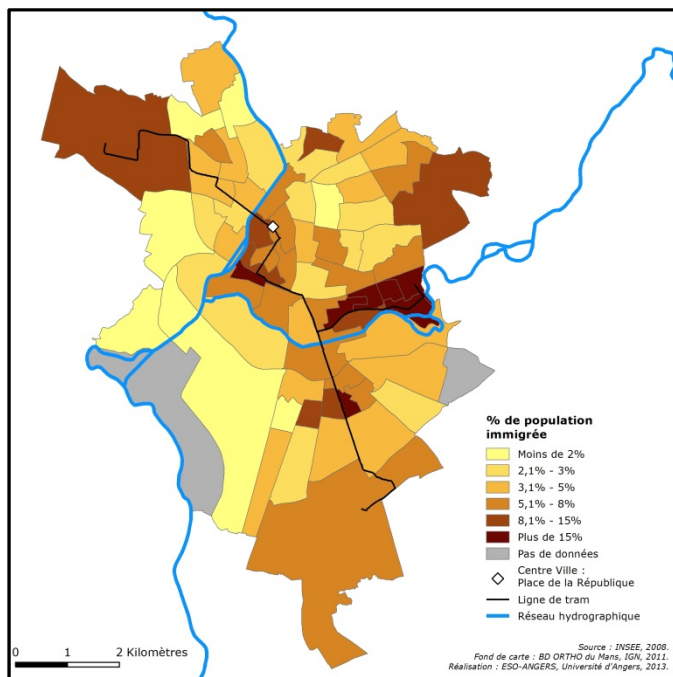 % de population
immigrée
Moins de 2%
2,1% - 3%
3,1% - 5%
5,1% - 8%
8,1% - 15%
Plus de 15%
Pas de données
Centre Ville :
Place de la République
Ligne de tram
Réseau hydrographique
0 1 2 Kilomètres
Source : INSEE, 2008.
Fond de carte : BD ORTHO du Mans, IGN, 2011.
Réalisation : ESO-ANGERS, Université d'Angers, 2013.